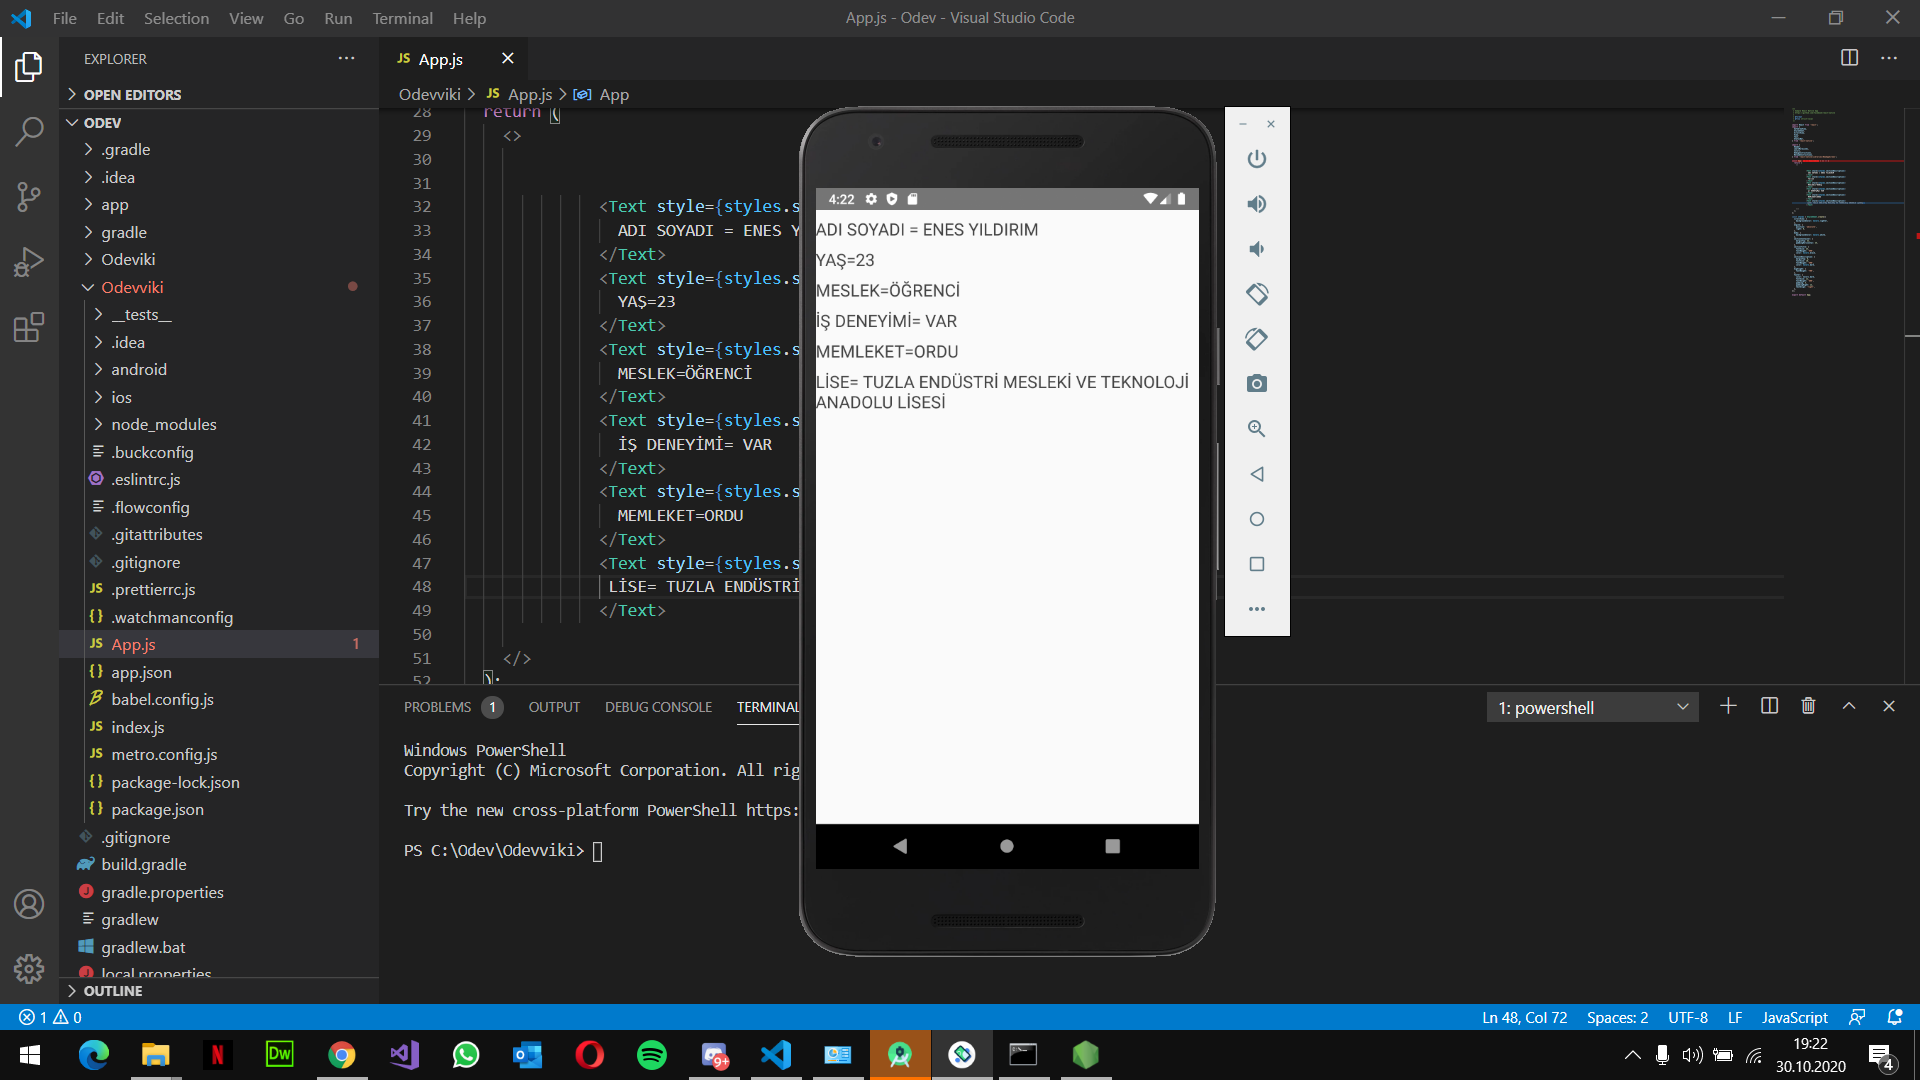 File Edit Selection View Go Run Terminal Help
App.js - Odev - Visual Studio Code
EXPLORER
OPEN EDITORS
ODEV
.gradle
.idea
app
gradle
Odeviki
Odevviki
__tests__
.idea
android
ios
node_modules
.buckconfig
.eslintrc.js
.flowconfig
.gitattributes
.gitignore
.prettierrc.js
.watchmanconfig
App.js 1
app.json
babel.config.js
index.js
metro.config.js
package-lock.json
package.json
.gitignore
build.gradle
gradle.properties
gradlew
gradlew.bat
local.properties
OUTLINE
JS App.js
Odevviki > JS App.js > App
28 return (
29 <>
30
31
32 <Text style={styles.s
33 ADI SOYADI = ENES Y
34 </Text>
35 <Text style={styles.s
36 YAŞ=23
37 </Text>
38 <Text style={styles.s
39 MESLEK=ÖĞRENCİ
40 </Text>
41 <Text style={styles.s
42 İŞ DENEYİMİ= VAR
43 </Text>
44 <Text style={styles.s
45 MEMLEKET=ORDU
46 </Text>
47 <Text style={styles.s
48 LİSE= TUZLA ENDÜSTRİ
49 </Text>
50
51 </>
52 );
4:22
ADI SOYADI = ENES YILDIRIM
YAŞ=23
MESLEK=ÖĞRENCİ
İŞ DENEYİMİ= VAR
MEMLEKET=ORDU
LİSE= TUZLA ENDÜSTRİ MESLEKİ VE TEKNOLOJİ
ANADOLU LİSESİ
PROBLEMS 1 OUTPUT DEBUG CONSOLE TERMINAL
1: powershell
Windows PowerShell
Copyright (C) Microsoft Corporation. All rig
Try the new cross-platform PowerShell https:
PS C:\Odev\Odevviki>
1 0
Ln 48, Col 72 Spaces: 2 UTF-8 LF JavaScript
N Dw 9+
19:22
30.10.2020
4